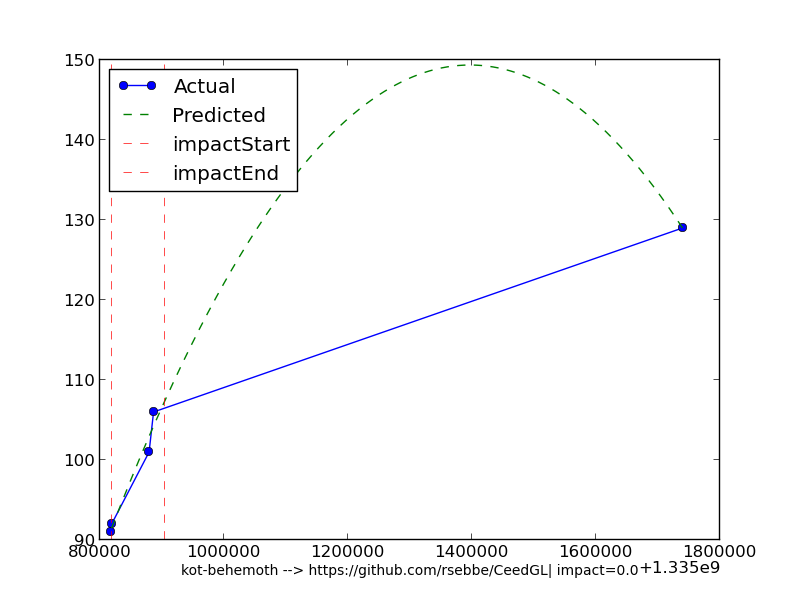 150
140
130
120
110
100
90
Actual
Predicted
impactStart
impactEnd
800000 1000000 1200000 1400000 1600000 1800000
kot-behemoth --> https://github.com/rsebbe/CeedGL| impact=0.0 +1.335e9